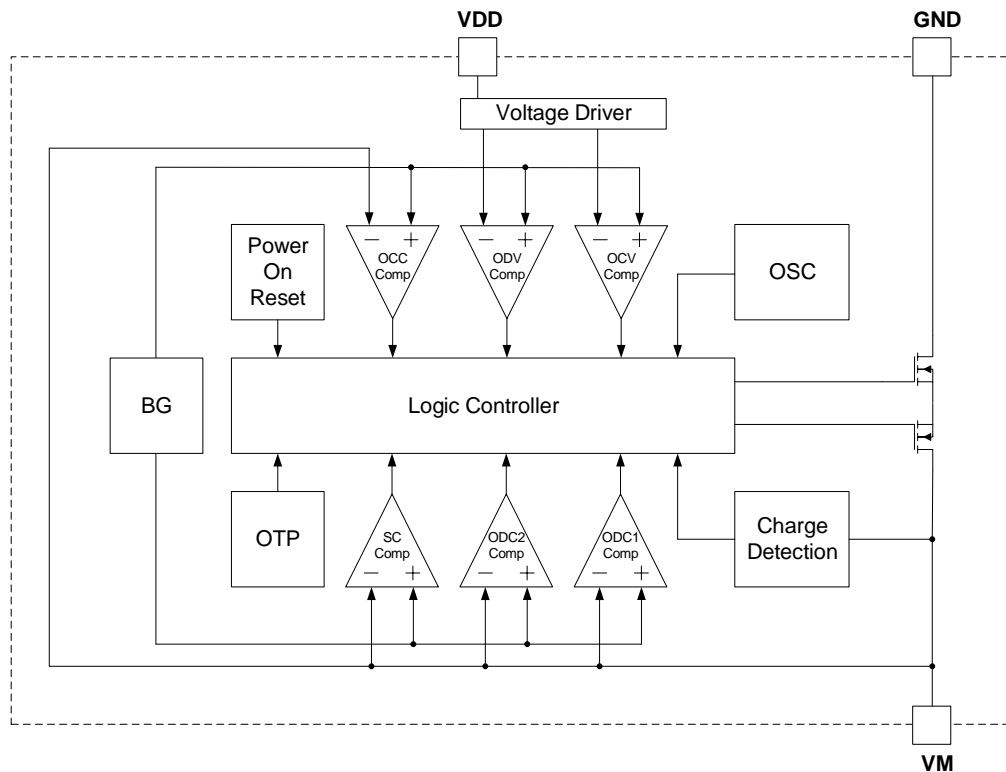 VDD
GND
Voltage Driver
Power
On
Reset
− +
OCC
Comp
− +
ODV
Comp
− +
OCV
Comp
OSC
BG
Logic Controller
OTP
SC
Comp
− +
ODC2
Comp
− +
ODC1
Comp
− +
Charge
Detection
VM